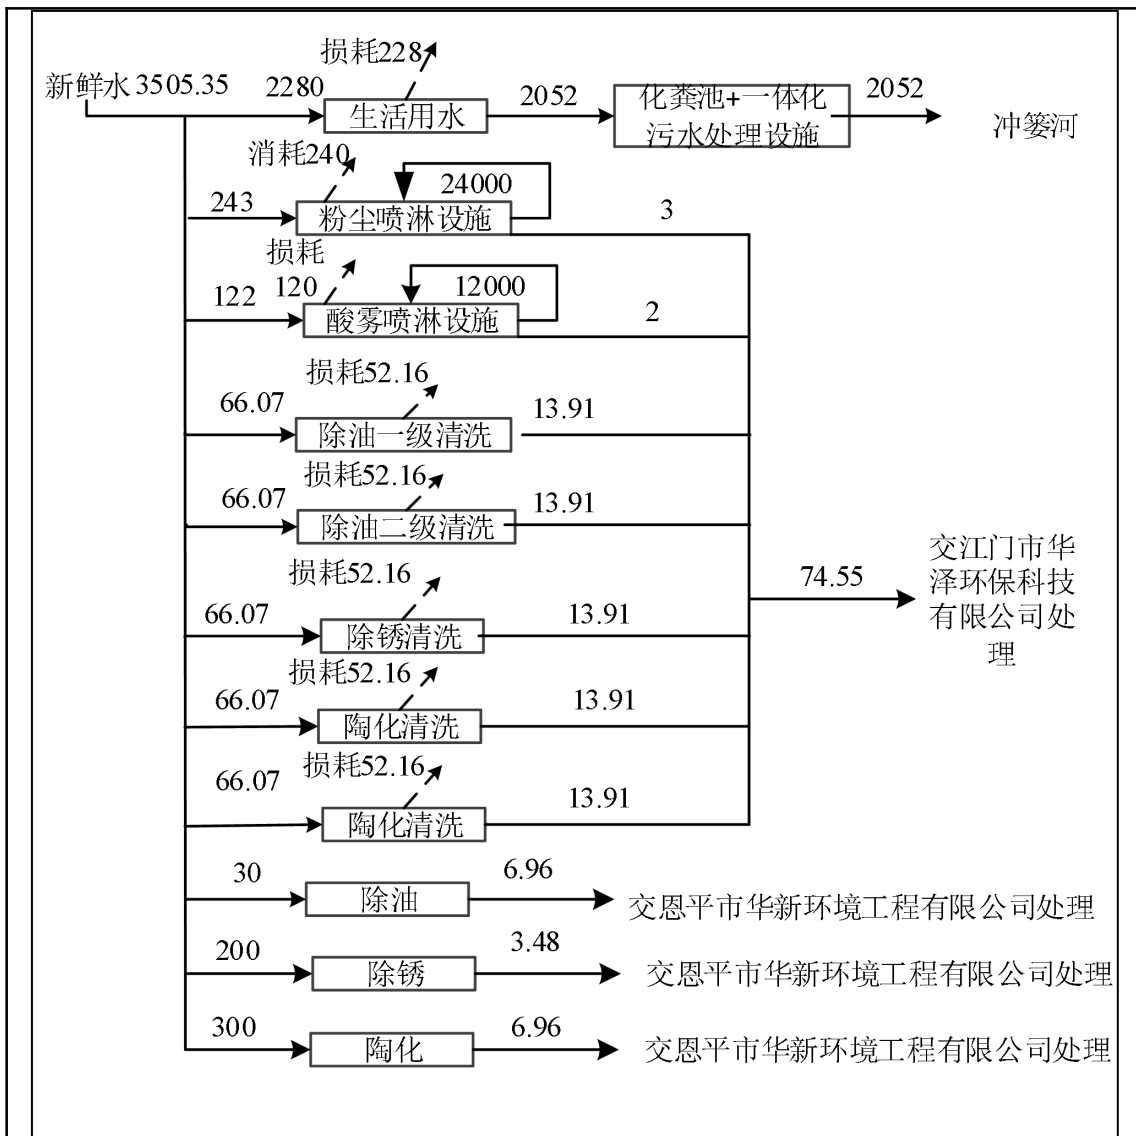 损耗228
新鲜水 3505.35
2280
生活用水
2052
化粪池+一体化
污水处理设施
2052
冲蒌河
消耗240
243
粉尘喷淋设施
24000
3
损耗
120
122
酸雾喷淋设施
12000
2
损耗52.16
66.07
除油一级清洗
13.91
损耗52.16
66.07
除油二级清洗
13.91
损耗52.16
66.07
除锈清洗
13.91
损耗52.16
66.07
陶化清洗
13.91
损耗52.16
66.07
陶化清洗
13.91
74.55
交江门市华
泽环保科技
有限公司处
理
30
除油
6.96
交恩平市华新环境工程有限公司处理
200
除锈
3.48
交恩平市华新环境工程有限公司处理
300
陶化
6.96
交恩平市华新环境工程有限公司处理